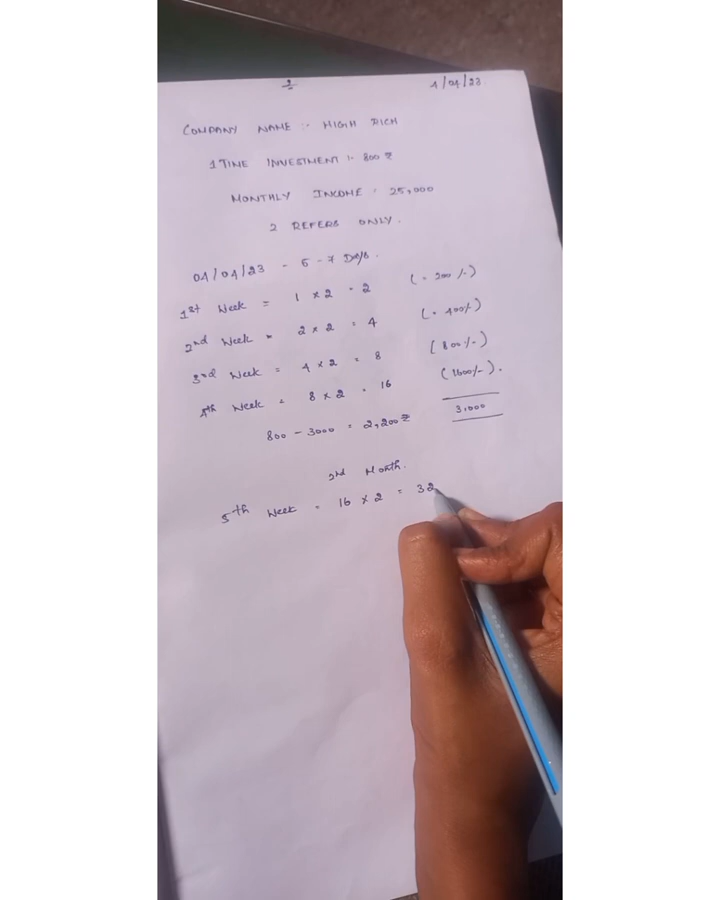 2
1/04/23.
COMPANY NAME :- HIGH RICH
1 TIME INVESTMENT :- 800 ₹
MONTHLY INCOME : 25,000
2 REFERS ONLY.
04/04/23 - 5 - 7 Days.
1st Week = 1 x 2 = 2 (= 200/-)
2nd Week = 2 x 2 = 4 (= 400/-)
3rd Week = 4 x 2 = 8 (800/-)
4th Week = 8 x 2 = 16 (1600/-).
3,000
800 - 3000 = 2,200 ₹
2nd Month.
5th Week = 16 x 2 = 32